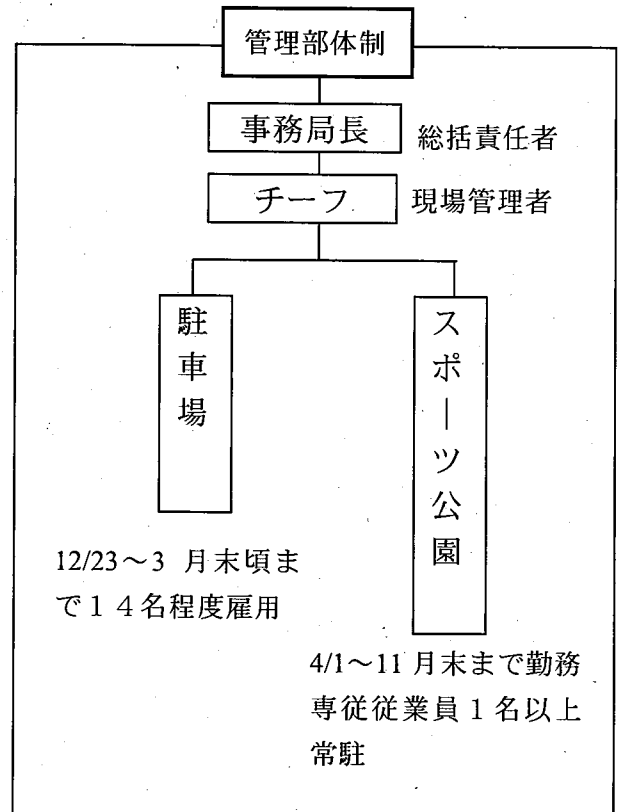 管理部体制
事務局長
総括責任者
チーフ
現場管理者
駐車場
スポーツ公園
12/23～3 月末頃ま
で１４名程度雇用
4/1～11 月末まで勤務
専従従業員１名以上
常駐